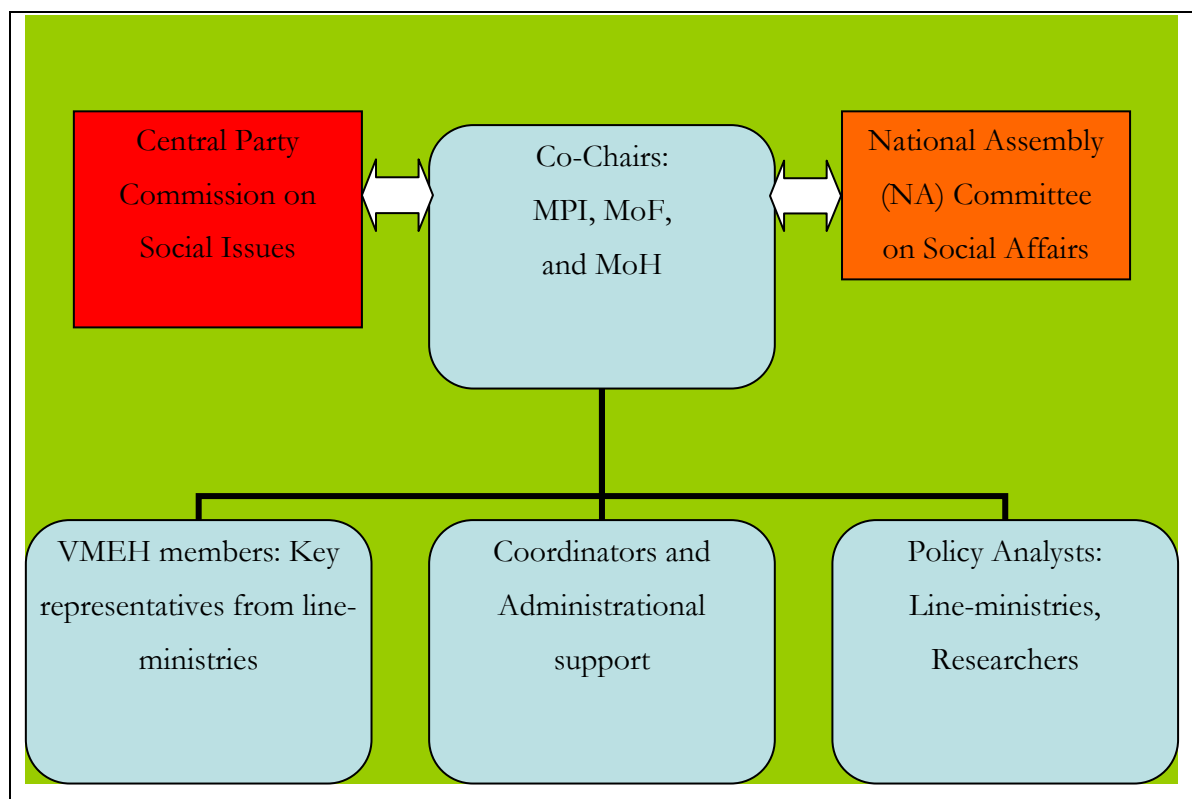 Central Party
Commission on
Social Issues
Co-Chairs:
MPI, MoF,
and MoH
National Assembly
(NA) Committee
on Social Affairs
VMEH members: Key
representatives from line-
ministries
Coordinators and
Administrational
support
Policy Analysts:
Line-ministries,
Researchers